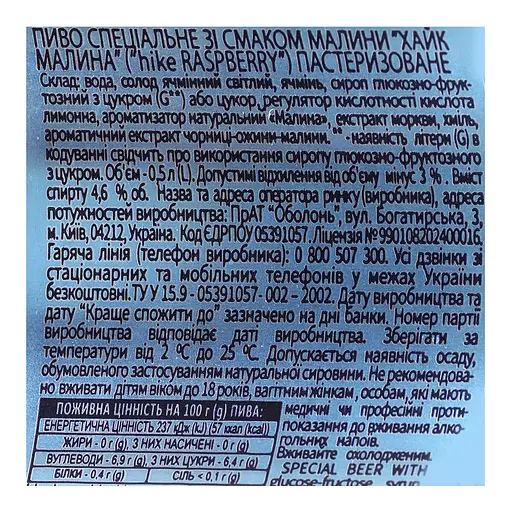 ПИВО СПЕЦІАЛЬНЕ ЗІ СМАКОМ МАЛИНИ "ХАЙК
МАЛИНА" ("hike RASPBERRY") ПАСТЕРИЗОВАНЕ
Склад: вода, солод ячмінний світлий, ячмінь, сироп глюкозно-фрук-
тозний з цукром (G**) або цукор, регулятор кислотності кислота
лимонна, ароматизатор натуральний «Малина», екстракт моркви, хміль,
ароматичний екстракт чорниці-ожини-малини. ** - наявність літери (G) в
кодуванні свідчить про використання сиропу глюкозно-фруктозного
з цукром. Об'єм - 0,5 л (L). Допустимі відхилення від об'єму мінус 3 %. Вміст
спирту 4,6 % об. Назва та адреса оператора ринку (виробника), адреса
потужностей виробництва: ПрАТ "Оболонь", вул. Богатирська, 3,
м. Київ, 04212, Україна. Код ЄДРПОУ 05391057. Ліцензія № 990108202400016.
Гаряча лінія (телефон виробника): 0 800 507 300. Усі дзвінки зі
стаціонарних та мобільних телефонів у межах України
безкоштовні. ТУ У 15.9 - 05391057 - 002 - 2002. Дату виробництва та
дату "Краще спожити до" зазначено на дні банки. Номер партії
виробництва відповідає даті виробництва. Зберігати за
температури від 2 °С до 25 °С. Допускається наявність осаду,
обумовленого застосуванням натуральної сировини. Не рекомендова-
но вживати дітям віком до 18 років, вагітним жінкам, особам, які мають
медичні чи професійні проти-
показання до вживання алко-
гольних напоїв.
Вживайте охолодженим.
SPECIAL BEER WITH
glucose-fructose syrup
ПОЖИВНА ЦІННІСТЬ НА 100 г (g) ПИВА:
ЕНЕРГЕТИЧНА ЦІННІСТЬ 237 кДж (kJ) (57 ккал (kcal))
ЖИРИ - 0 г (g), З НИХ НАСИЧЕНІ - 0 г (g)
ВУГЛЕВОДИ - 6,9 г (g), З НИХ ЦУКРИ - 6,4 г (g)
БІЛКИ - 0,4 г (g) СІЛЬ < 0,1 г (g)